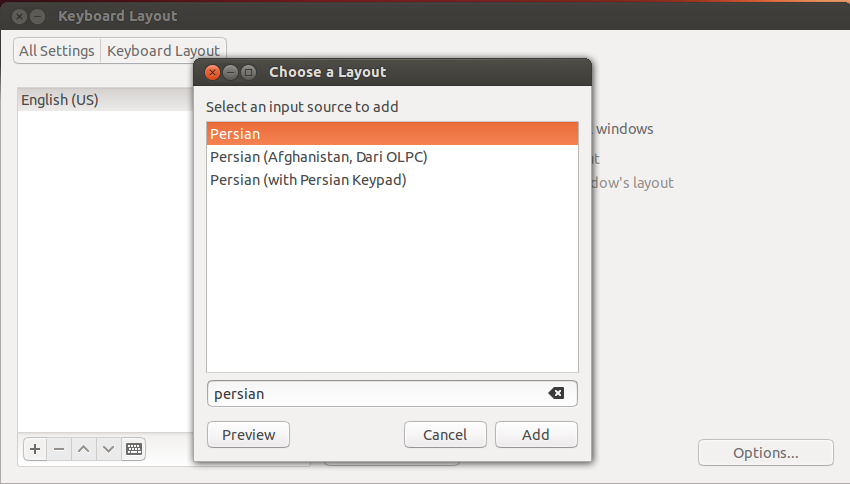 Keyboard Layout
All Settings
Keyboard Layout
English (US)
Choose a Layout
Select an input source to add
Persian
Persian (Afghanistan, Dari OLPC)
Persian (with Persian Keypad)
windows
window's layout
persian
Preview
Cancel
Add
Options...